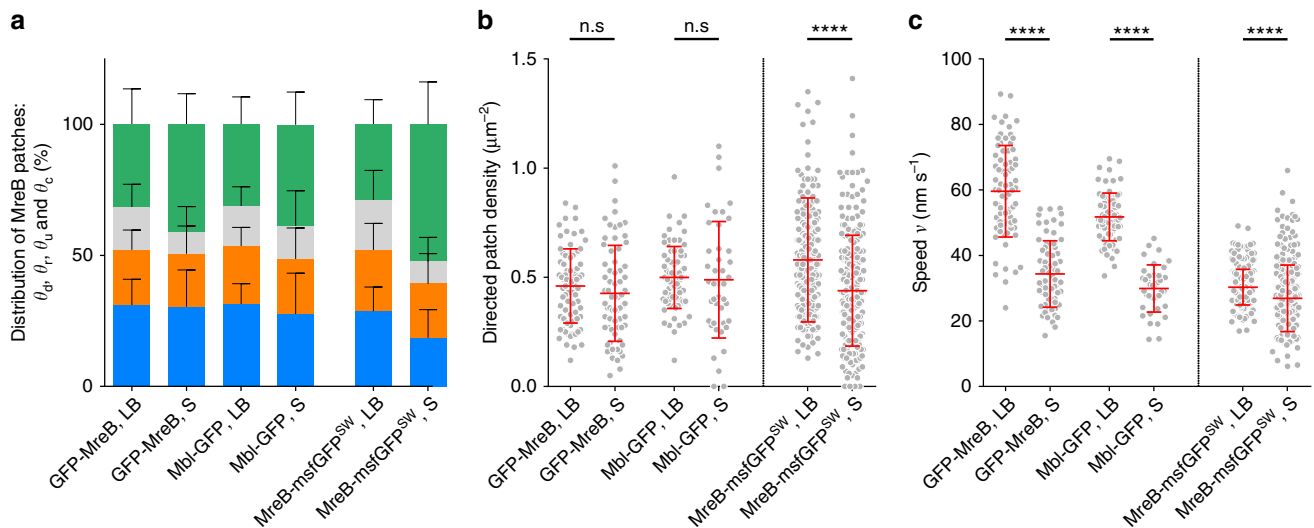 a
Distribution of MreB patches:
θd, θr, θu and θc (%)
100
50
0
GFP-MreB, LB
GFP-MreB, S
Mbl-GFP, LB
Mbl-GFP, S
MreB-msfGFPSW, LB
MreB-msfGFPSW, S
b
n.s
n.s
****
Directed patch density (μm−2)
1.5
1.0
0.5
0.0
GFP-MreB, LB
GFP-MreB, S
Mbl-GFP, LB
Mbl-GFP, S
MreB-msfGFPSW, LB
MreB-msfGFPSW, S
c
****
****
****
Speed ν (nm s−1)
100
80
60
40
20
0
GFP-MreB, LB
GFP-MreB, S
Mbl-GFP, LB
Mbl-GFP, S
MreB-msfGFPSW, LB
MreB-msfGFPSW, S